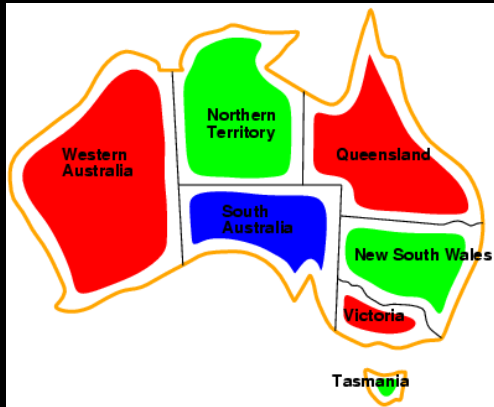 Northern
Territory
Western
Australia
Queensland
South
Australia
New South Wales
Victoria
Tasmania